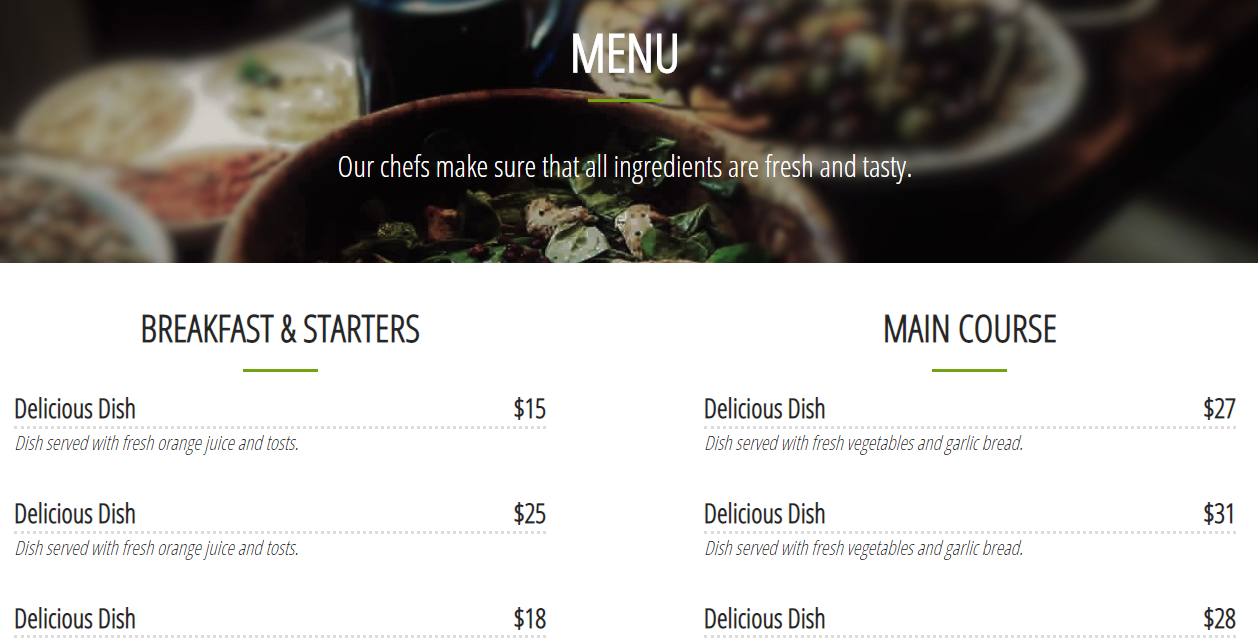 MENU
Our chefs make sure that all ingredients are fresh and tasty.
BREAKFAST & STARTERS
Delicious Dish $15
Dish served with fresh orange juice and tosts.
Delicious Dish $25
Dish served with fresh orange juice and tosts.
Delicious Dish $18
MAIN COURSE
Delicious Dish $27
Dish served with fresh vegetables and garlic bread.
Delicious Dish $31
Dish served with fresh vegetables and garlic bread.
Delicious Dish $28